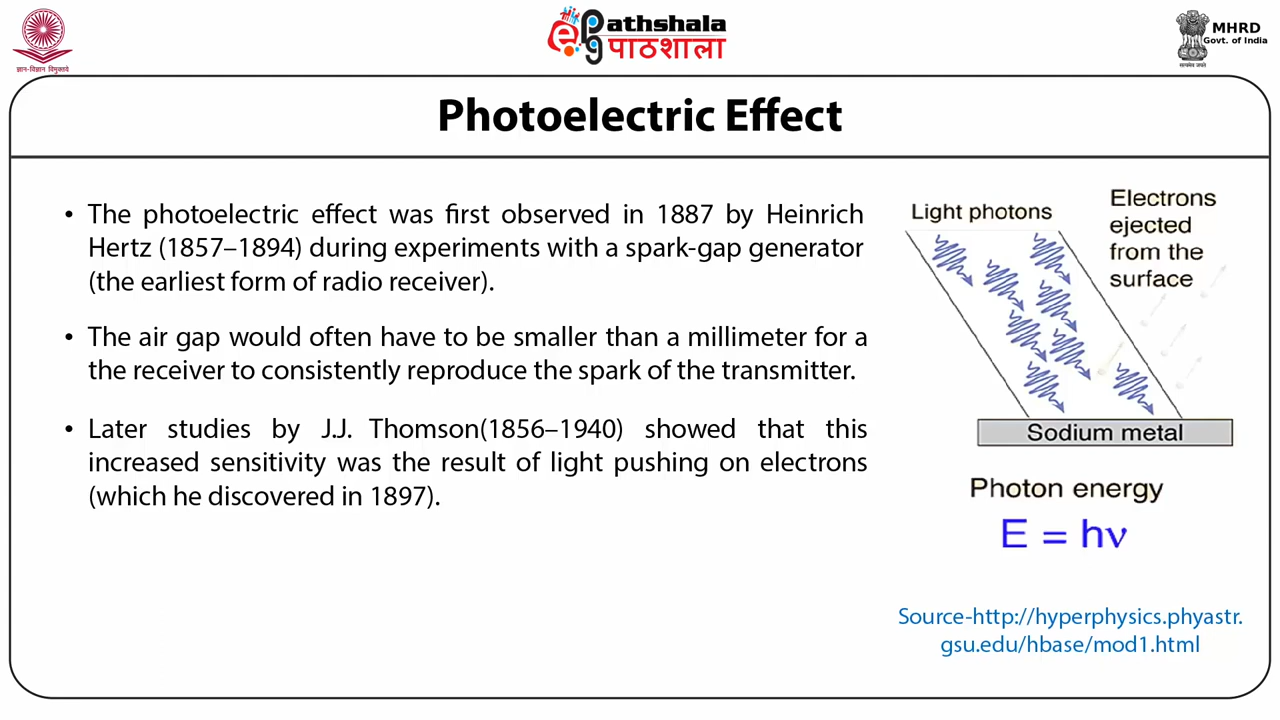 ज्ञान-विज्ञान विमुक्तये
ePathshala
पाठशाला
MHRD
Govt. of India
सत्यमेव जयते
Photoelectric Effect
• The photoelectric effect was first observed in 1887 by Heinrich
Hertz (1857–1894) during experiments with a spark-gap generator
(the earliest form of radio receiver).
• The air gap would often have to be smaller than a millimeter for a
the receiver to consistently reproduce the spark of the transmitter.
• Later studies by J.J. Thomson(1856–1940) showed that this
increased sensitivity was the result of light pushing on electrons
(which he discovered in 1897).
Light photons
Electrons
ejected
from the
surface
Sodium metal
Photon energy
E = hν
Source-http://hyperphysics.phyastr.
gsu.edu/hbase/mod1.html